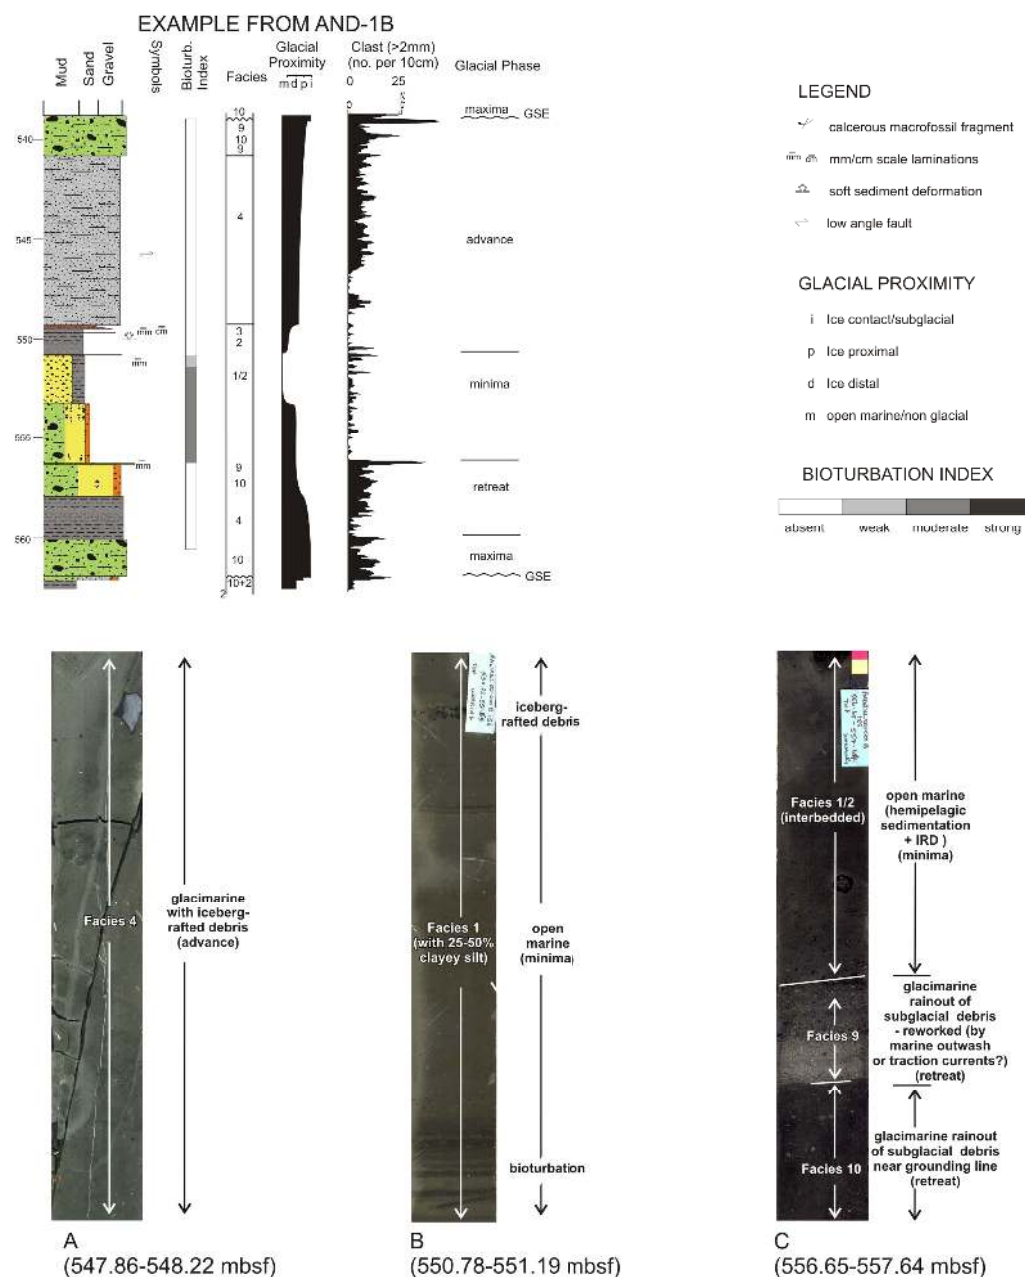 EXAMPLE FROM AND-1B
Mud
Sand
Gravel
Symbols
Bioturb.
Index
Facies
Glacial
Proximity
m d p i
Clast (>2mm)
(no. per 10cm)
0 25
Glacial Phase
540
545
550
555
560
mm cm
mm
mm
10
9
10
9
4
3
2
1/2
9
10
4
10
10+2
2
0
maxima
GSE
advance
minima
retreat
maxima
GSE
LEGEND
calcerous macrofossil fragment
mm/cm scale laminations
soft sediment deformation
low angle fault
GLACIAL PROXIMITY
i Ice contact/subglacial
p Ice proximal
d Ice distal
m open marine/non glacial
BIOTURBATION INDEX
absent weak moderate strong
Facies 4
glacimarine
with iceberg-
rafted debris
(advance)
A
(547.86-548.22 mbsf)
Facies 1
(with 25-50%
clayey silt)
iceberg-
rafted debris
open
marine
(minima)
bioturbation
B
(550.78-551.19 mbsf)
Facies 1/2
(interbedded)
Facies 9
Facies 10
open marine
(hemipelagic
sedimentation
+ IRD )
(minima)
glacimarine
rainout of
subglacial debris
- reworked (by
marine outwash
or traction currents?)
(retreat)
glacimarine rainout
of subglacial debris
near grounding line
(retreat)
C
(556.65-557.64 mbsf)